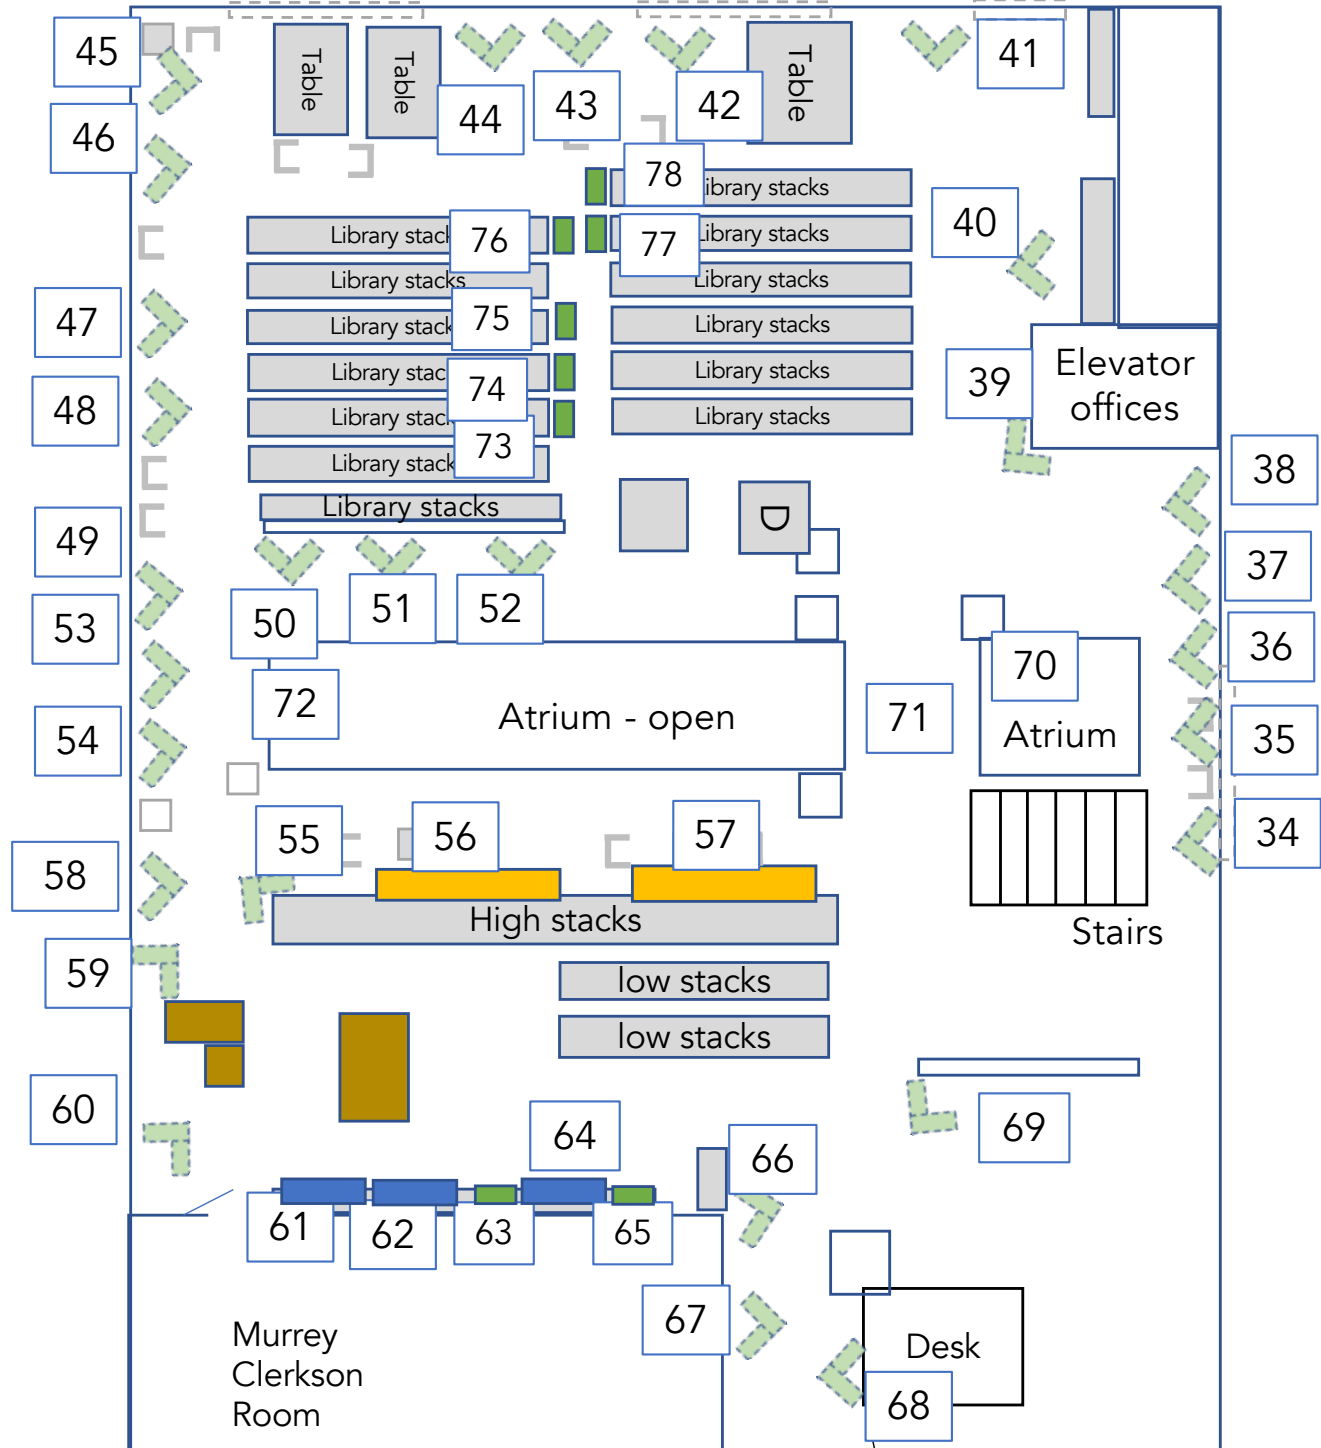 45
Table
Table
44
43
42
Table
41
46
78
ibrary stacks
40
Library stack
76
77
Library stacks
Library stacks
Library stacks
47
Library stack
75
Library stacks
39
Elevator
offices
48
Library stac
74
Library stacks
Library stac
73
Library stacks
Library stack
38
Library stacks
D
49
37
50
51
52
53
36
72
Atrium - open
71
70
Atrium
54
35
55
56
57
34
58
High stacks
Stairs
59
low stacks
low stacks
60
64
69
66
61
62
63
65
67
Murrey
Clerkson
Room
Desk
68